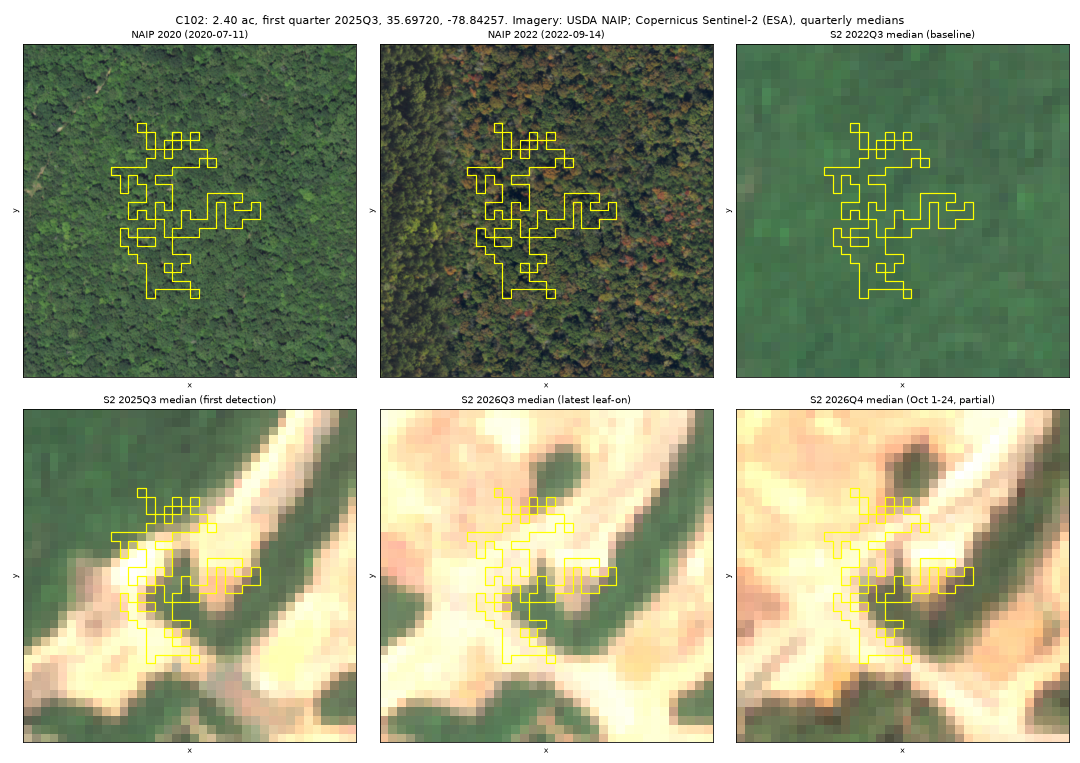 C102: 2.40 ac, first quarter 2025Q3, 35.69720, -78.84257. Imagery: USDA NAIP; Copernicus Sentinel-2 (ESA), quarterly medians
NAIP 2020 (2020-07-11)
NAIP 2022 (2022-09-14)
S2 2022Q3 median (baseline)
y
x
y
x
y
x
S2 2025Q3 median (first detection)
S2 2026Q3 median (latest leaf-on)
S2 2026Q4 median (Oct 1-24, partial)
y
x
y
x
y
x